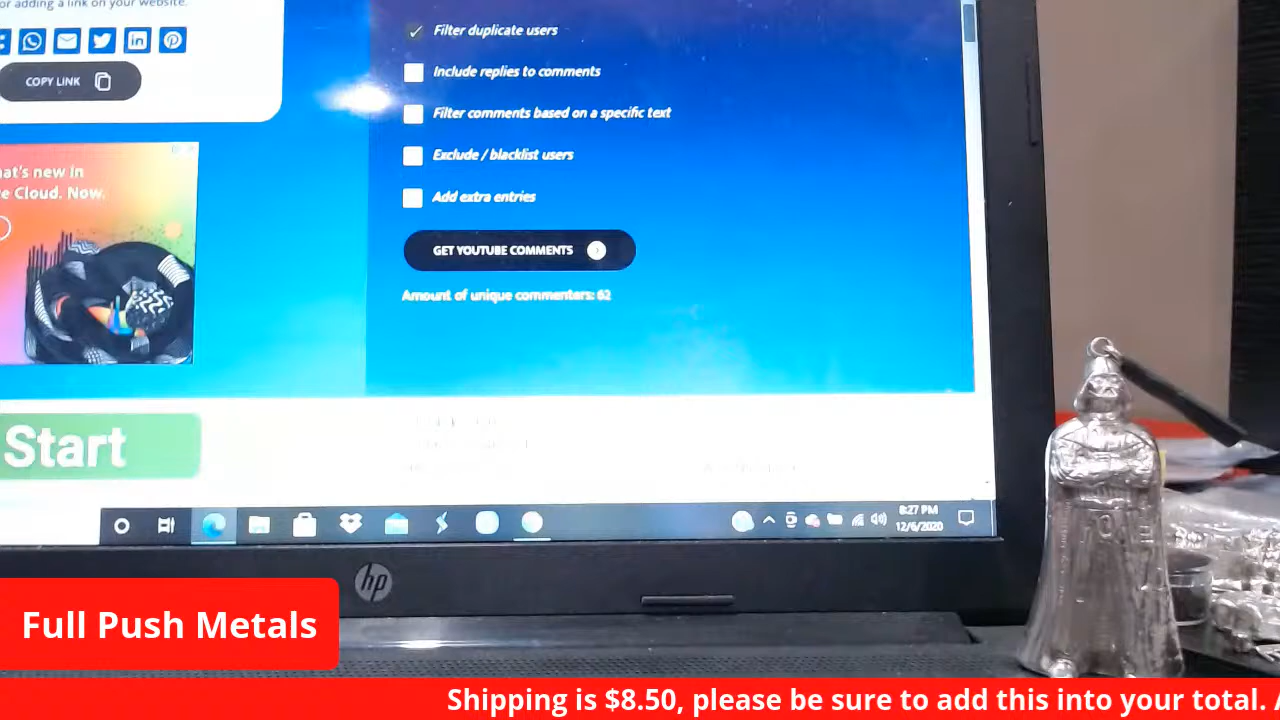 or adding a link on your website.
COPY LINK
hat's new in
e Cloud. Now.
Filter duplicate users
Include replies to comments
Filter comments based on a specific text
Exclude / blacklist users
Add extra entries
GET YOUTUBE COMMENTS
Amount of unique commenters: 62
Start
8:27 PM
12/6/2020
hp
Full Push Metals
Shipping is $8.50, please be sure to add this into your total.